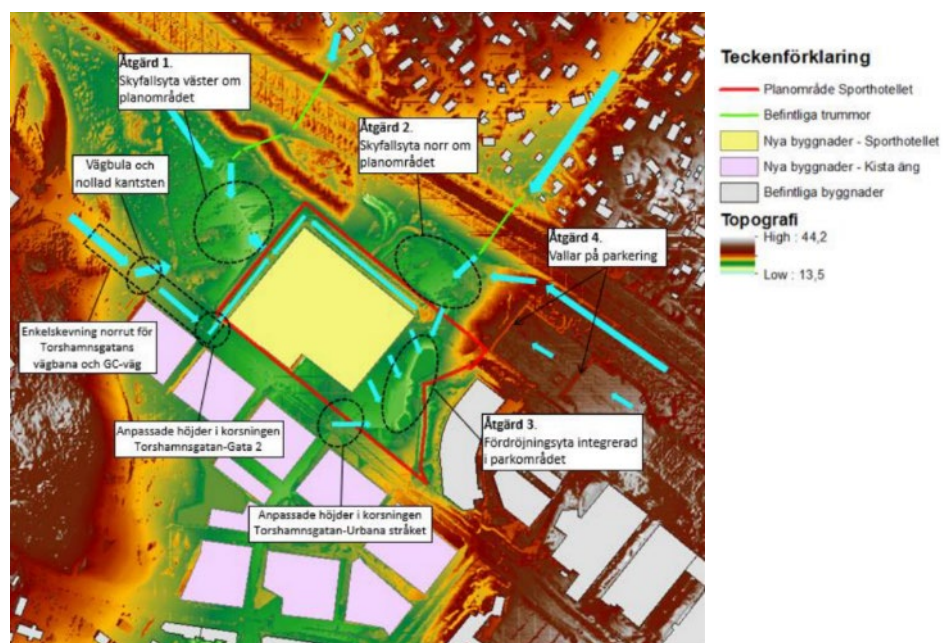 Åtgärd 1.
Skyfallsyta väster om
planområdet
Åtgärd 2.
Skyfallsyta norr om
planområdet
Vägbula och
nollad kantsten
Åtgärd 4.
Vallar på parkering
Enkelskevning norrut för
Torshamnsgatans
vägbana och GC-väg
Anpassade höjder i korsningen
Torshamnsgatan-Gata 2
Åtgärd 3.
Fördröjningsyta integrerad
i parkområdet
Anpassade höjder i korsningen
Torshamnsgatan-Urbana stråket
Teckenförklaring
Planområde Sporthotellet
Befintliga trummor
Nya byggnader - Sporthotellet
Nya byggnader - Kista äng
Befintliga byggnader
Topografi
High : 44,2
Low : 13,5